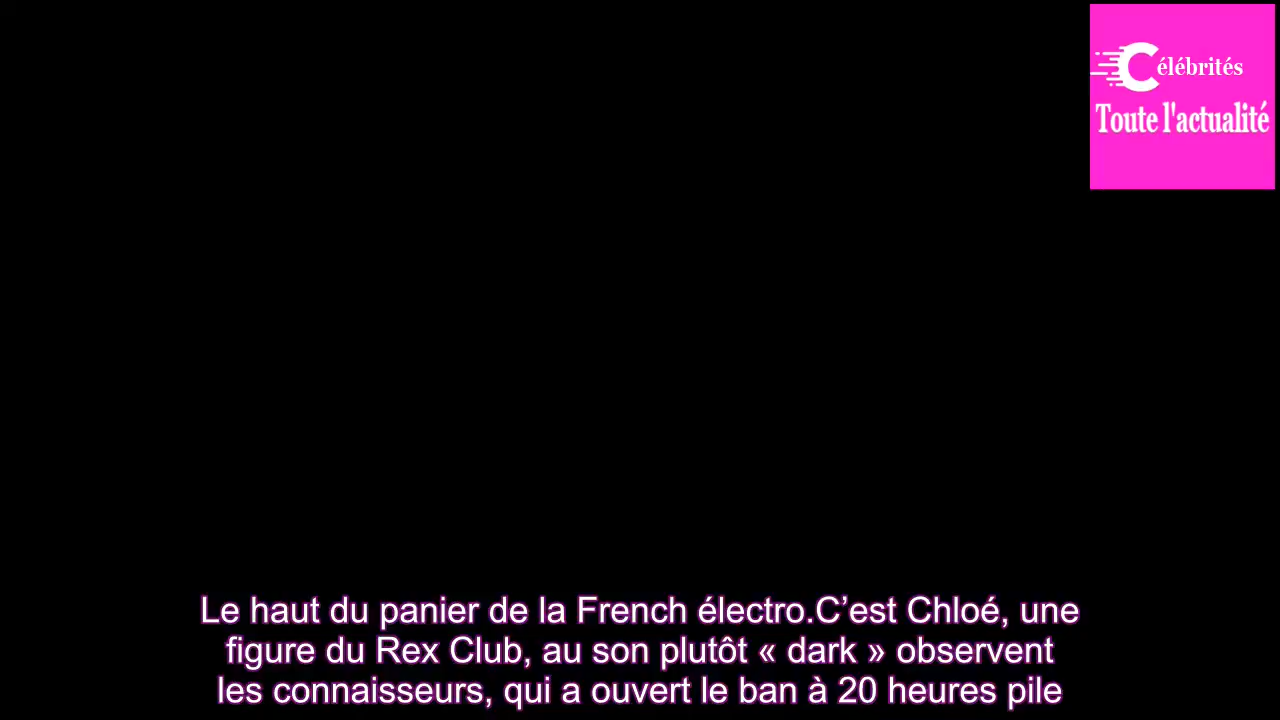 Célébrités
Toute l'actualité
Le haut du panier de la French électro.C’est Chloé, une
figure du Rex Club, au son plutôt « dark » observent
les connaisseurs, qui a ouvert le ban à 20 heures pile